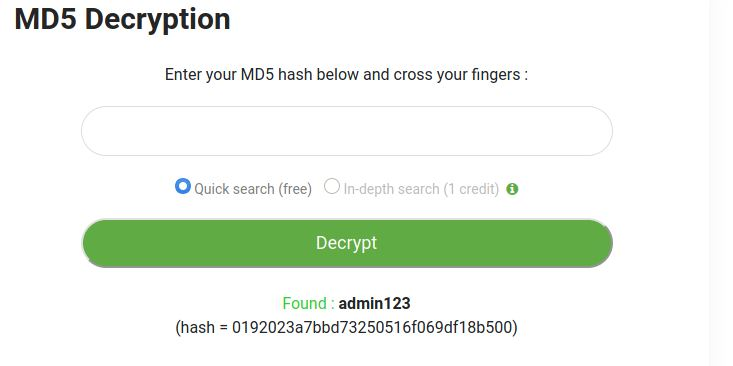 MD5 Decryption
Enter your MD5 hash below and cross your fingers :
Quick search (free) In-depth search (1 credit)
Decrypt
Found : admin123
(hash = 0192023a7bbd73250516f069df18b500)